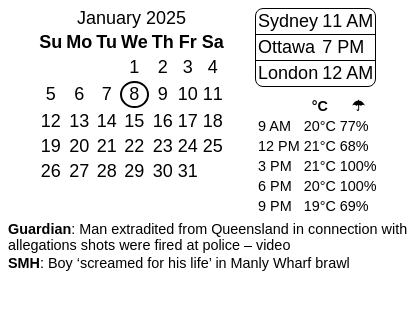 January 2025
Su Mo Tu We Th Fr Sa
1 2 3 4
5 6 7 8 9 10 11
12 13 14 15 16 17 18
19 20 21 22 23 24 25
26 27 28 29 30 31
Sydney 11 AM
Ottawa 7 PM
London 12 AM
°C ☂
9 AM 20°C 77%
12 PM 21°C 68%
3 PM 21°C 100%
6 PM 20°C 100%
9 PM 19°C 69%
Guardian: Man extradited from Queensland in connection with
allegations shots were fired at police – video
SMH: Boy ‘screamed for his life’ in Manly Wharf brawl